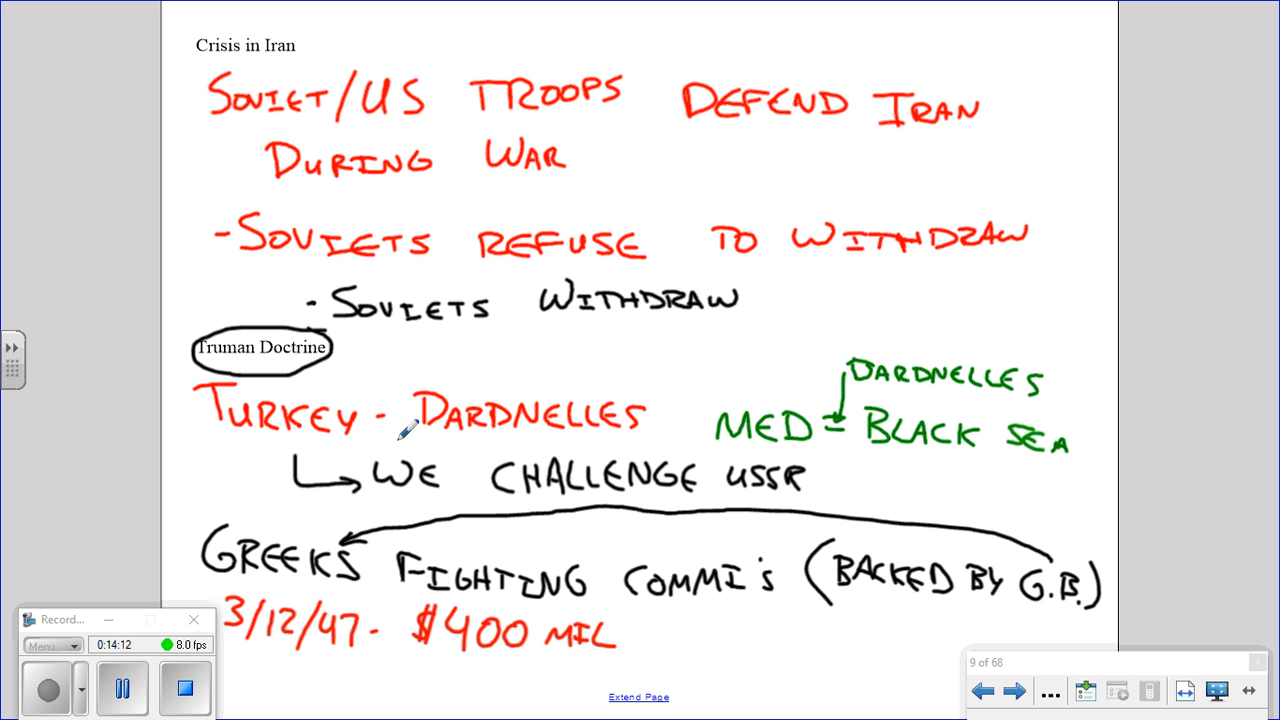 Crisis in Iran
SOVIET/US TROOPS DEFEND IRAN
DURING WAR
- SOVIETS REFUSE TO WITHDRAW
- SOVIETS WITHDRAW
Truman Doctrine
DARDNELLES
TURKEY - DARDNELLES MED = BLACK SEA
WE CHALLENGE USSR
GREEKS FIGHTING COMMI's (BACKED BY G.B.)
3/12/47 - $400 MIL
Record...
Menu 0:14:12 8.0 fps
9 of 68
Extend Page